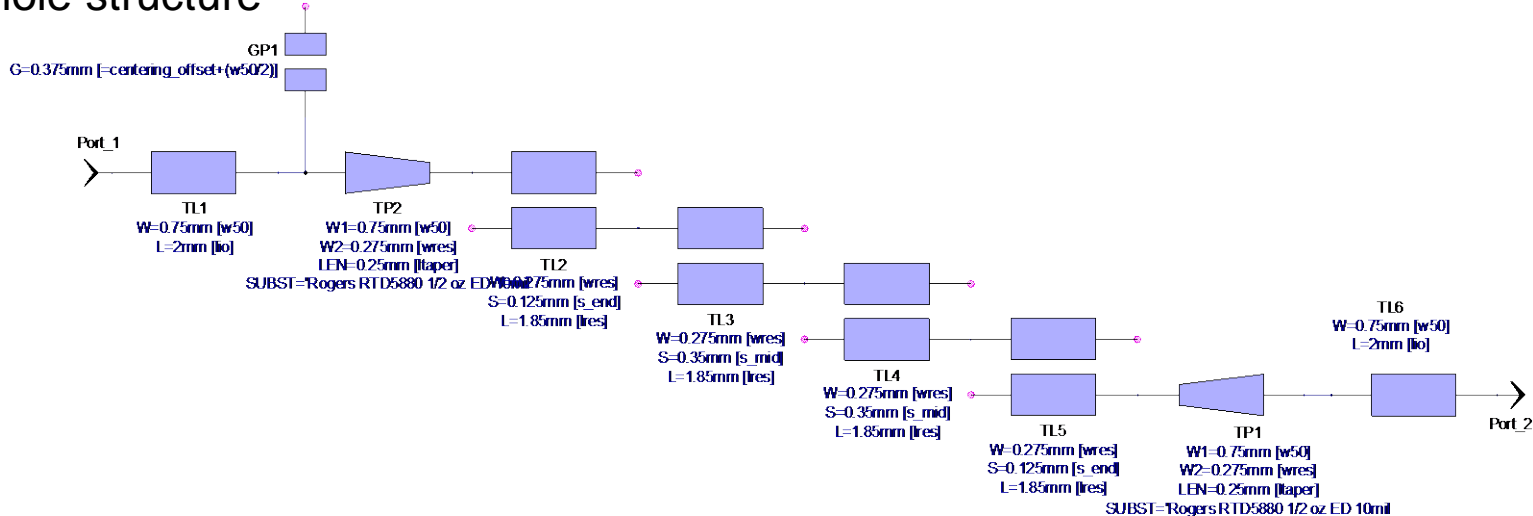 hole structure
GP1
G=0.375mm [=centering_offset+(w50/2)]
Port_1
TL1
W=0.75mm [w50]
L=2mm [lio]
TP2
W1=0.75mm [w50]
W2=0.275mm [wres]
LEN=0.25mm [ltaper]
SUBST='Rogers RTD5880 1/2 oz ED
TL2
W=0.275mm [wres]
S=0.125mm [s_end]
L=1.85mm [lres]
TL3
W=0.275mm [wres]
S=0.35mm [s_mid]
L=1.85mm [lres]
TL4
W=0.275mm [wres]
S=0.35mm [s_mid]
L=1.85mm [lres]
TL5
W=0.275mm [wres]
S=0.125mm [s_end]
L=1.85mm [lres]
TP1
W1=0.75mm [w50]
W2=0.275mm [wres]
LEN=0.25mm [ltaper]
SUBST='Rogers RTD5880 1/2 oz ED 10mil
TL6
W=0.75mm [w50]
L=2mm [lio]
Port_2